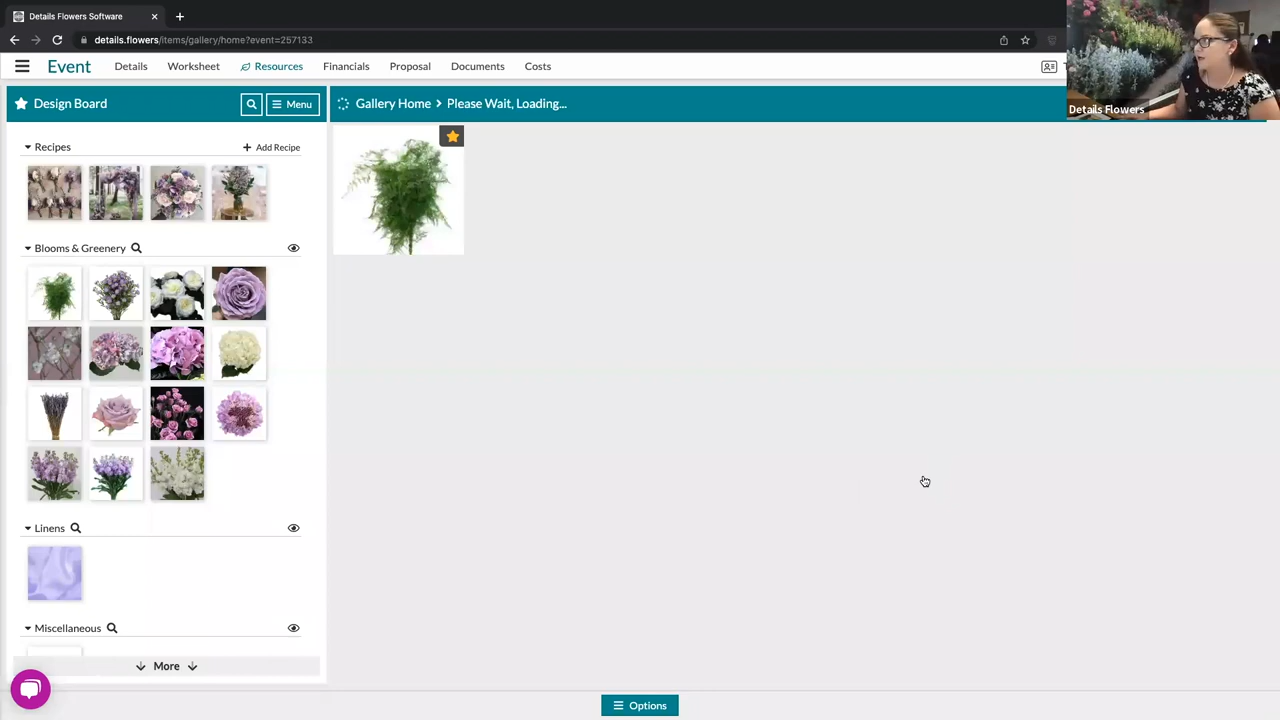 Details Flowers Software
details.flowers/items/gallery/home?event=257133
Event Details Worksheet Resources Financials Proposal Documents Costs
Details Flowers
Design Board Menu
Gallery Home > Please Wait, Loading...
Recipes + Add Recipe
Blooms & Greenery
Linens
Miscellaneous
More
Options